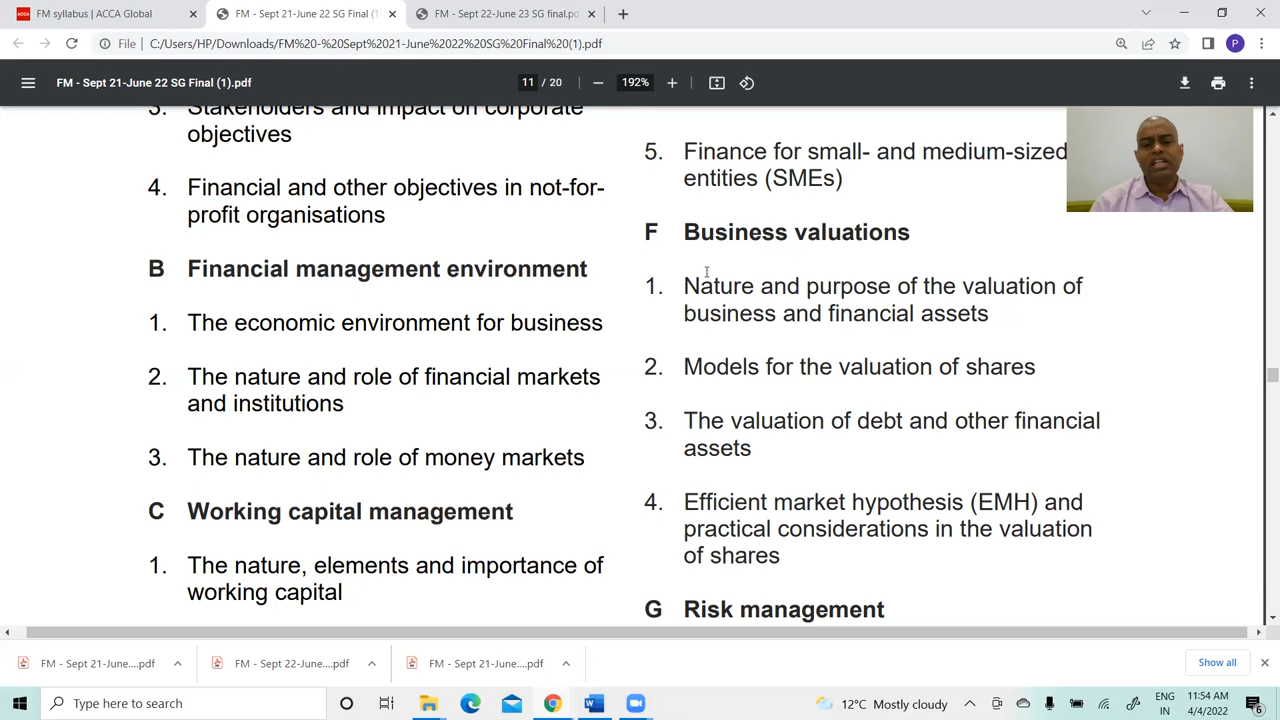 FM syllabus | ACCA Global
FM - Sept 21-June 22 SG Final (1
FM - Sept 22-June 23 SG final.pd
File | C:/Users/HP/Downloads/FM%20-%20Sept%2021-June%2022%20SG%20Final%20(1).pdf
FM - Sept 21-June 22 SG Final (1).pdf
11 / 20
192%
3. Stakeholders and impact on corporate
objectives
4. Financial and other objectives in not-for-
profit organisations
B Financial management environment
1. The economic environment for business
2. The nature and role of financial markets
and institutions
3. The nature and role of money markets
C Working capital management
1. The nature, elements and importance of
working capital
5. Finance for small- and medium-sized
entities (SMEs)
F Business valuations
1. Nature and purpose of the valuation of
business and financial assets
2. Models for the valuation of shares
3. The valuation of debt and other financial
assets
4. Efficient market hypothesis (EMH) and
practical considerations in the valuation
of shares
G Risk management
FM - Sept 21-June....pdf
FM - Sept 22-June....pdf
FM - Sept 21-June....pdf
Show all
Type here to search
12°C Mostly cloudy
ENG
IN
11:54 AM
4/4/2022
6